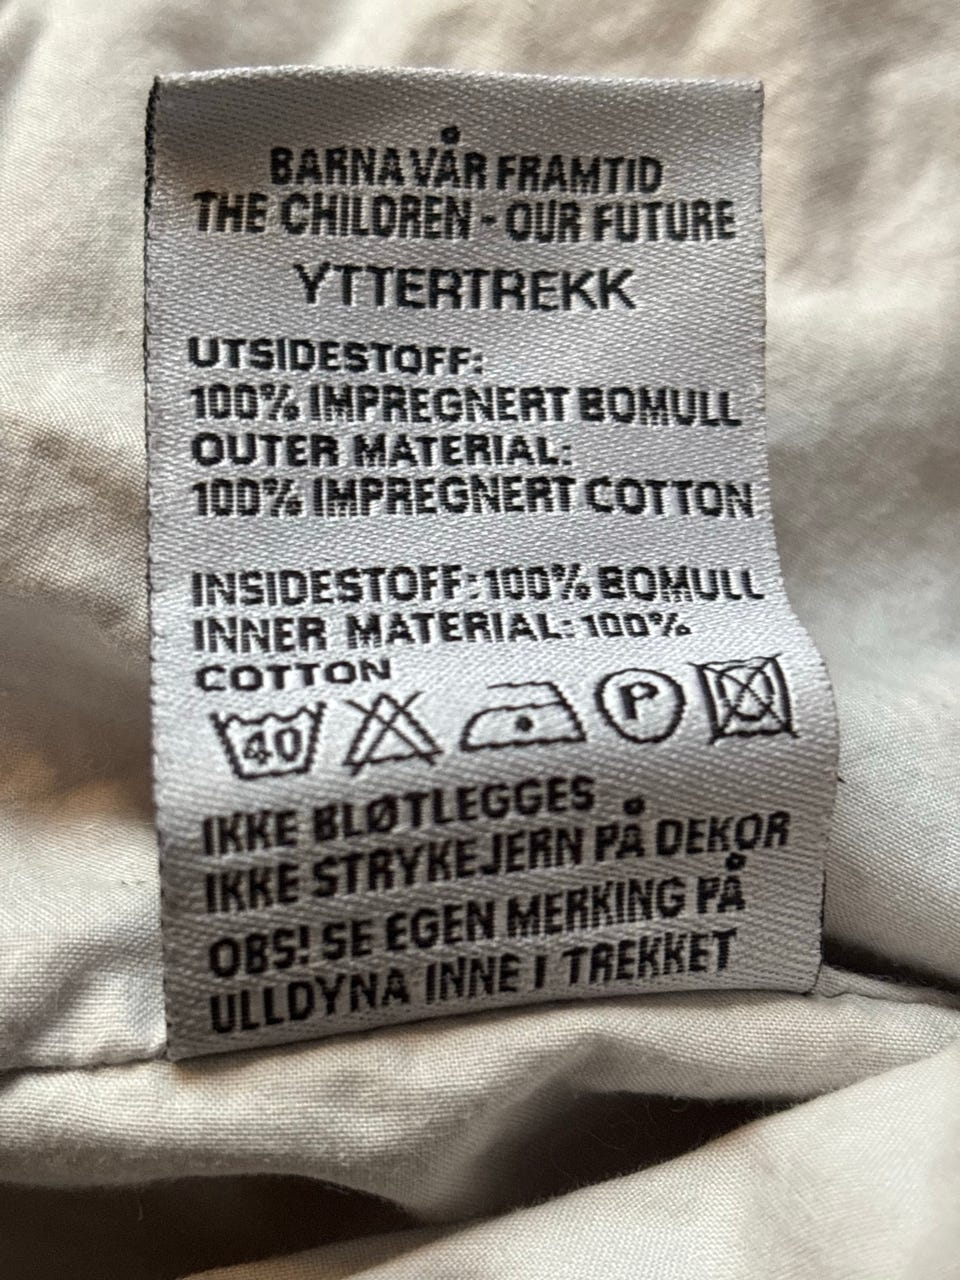 BARNA VÅR FRAMTID
THE CHILDREN - OUR FUTURE
YTTERTREKK
UTSIDESTOFF:
100% IMPREGNERT BOMULL
OUTER MATERIAL:
100% IMPREGNERT COTTON
INSIDESTOFF: 100% BOMULL
INNER MATERIAL: 100%
COTTON
40 P
IKKE BLØTLEGGES
IKKE STRYKEJERN PÅ DEKOR
OBS! SE EGEN MERKING PÅ
ULLDYNA INNE I TREKKET